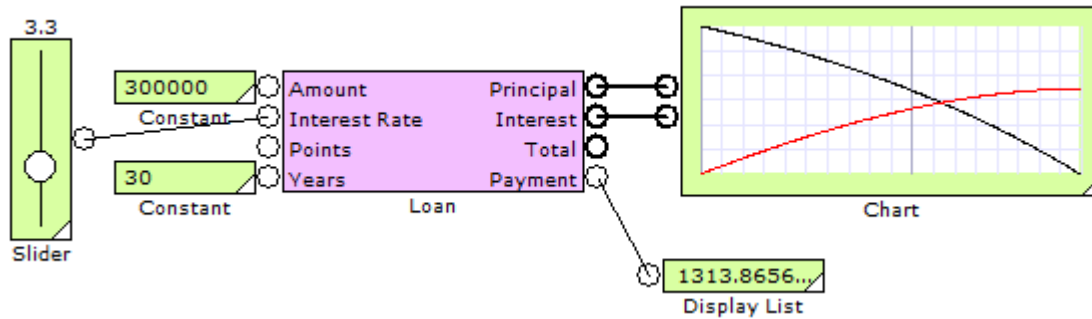 3.3
Slider
300000
Constant
30
Constant
Amount
Interest Rate
Points
Years
Principal
Interest
Total
Payment
Loan
Chart
1313.8656...
Display List